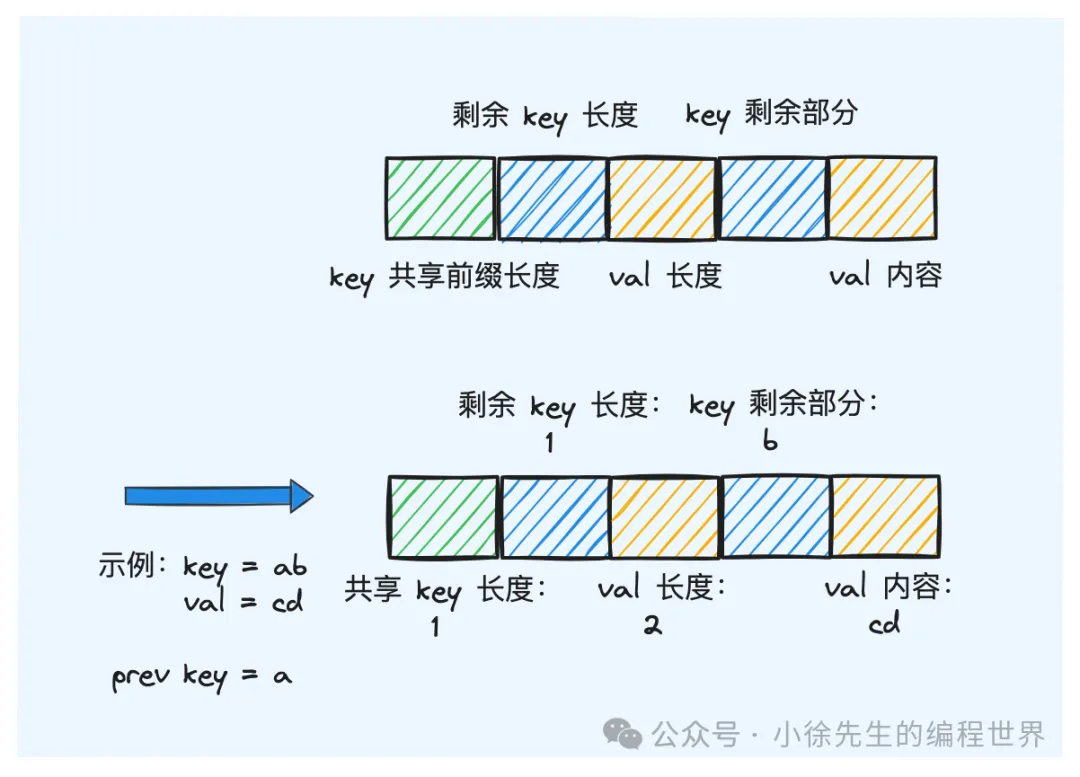 剩余 key 长度 key 剩余部分
key 共享前缀长度 val 长度 val 内容
剩余 key 长度： key 剩余部分：
1 b
示例：key = ab
val = cd
prev key = a
共享 key 长度： val 长度： val 内容：
1 2 cd
公众号 · 小徐先生的编程世界